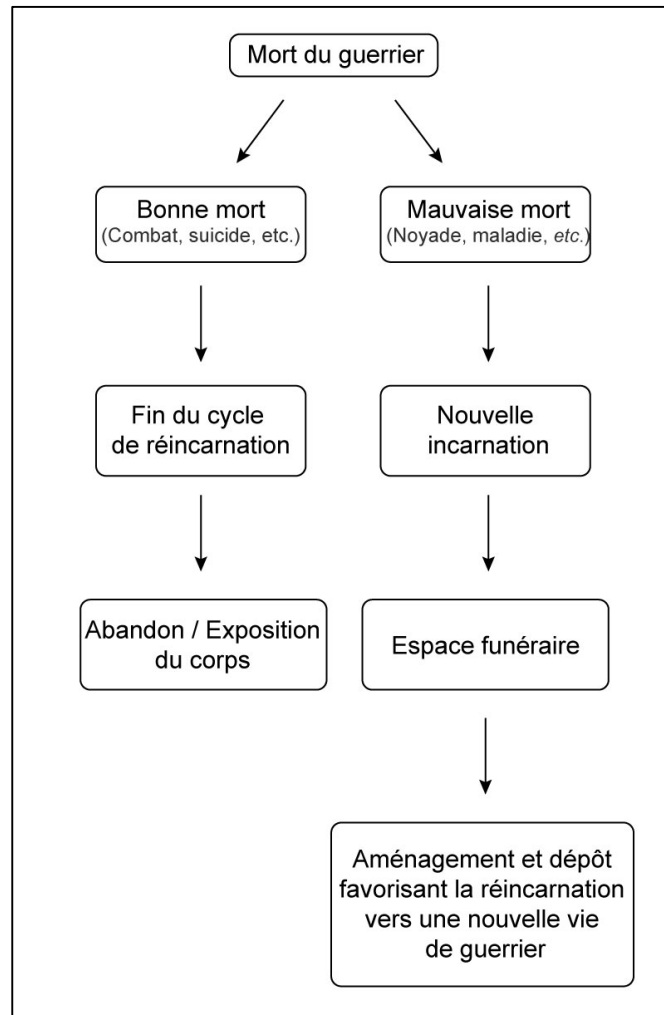 Mort du guerrier
Bonne mort
(Combat, suicide, etc.)
Mauvaise mort
(Noyade, maladie, etc.)
Fin du cycle
de réincarnation
Nouvelle
incarnation
Abandon / Exposition
du corps
Espace funéraire
Aménagement et dépôt
favorisant la réincarnation
vers une nouvelle vie
de guerrier